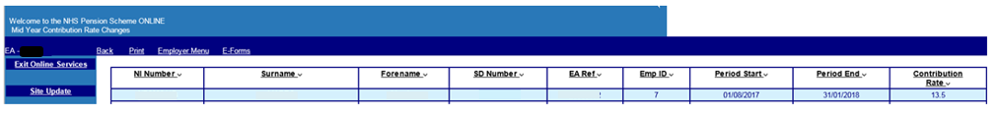 Welcome to the NHS Pension Scheme ONLINE
Mid Year Contribution Rate Changes
EA - Back Print Employer Menu E-Forms
Exit Online Services
NI Number Surname Forename SD Number EA Ref Emp ID Period Start Period End Contribution Rate
Site Update
7 01/08/2017 31/01/2018 13.5